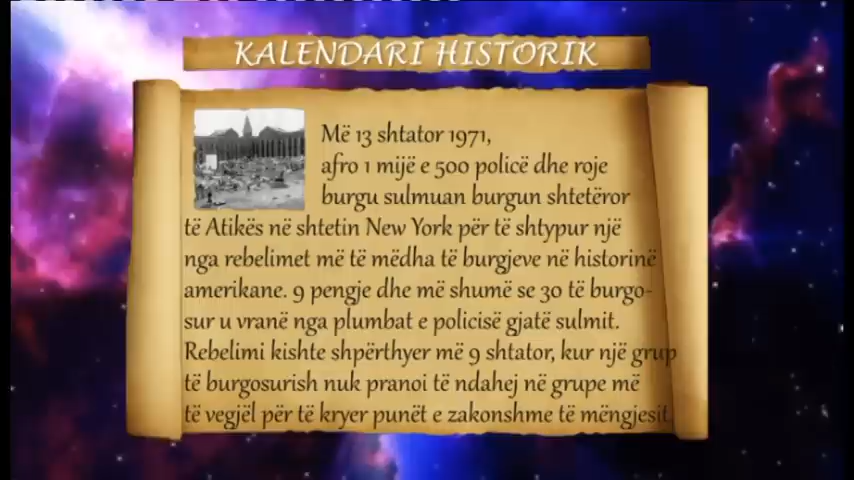 KALENDARI HISTORIK
Më 13 shtator 1971,
afro 1 mijë e 500 policë dhe roje
burgu sulmuan burgun shtetëror
të Atikës në shtetin New York për të shtypur një
nga rebelimet më të mëdha të burgjeve në historinë
amerikane. 9 pengje dhe më shumë se 30 të burgo-
sur u vranë nga plumbat e policisë gjatë sulmit.
Rebelimi kishte shpërthyer më 9 shtator, kur një grup
të burgosurish nuk pranoi të ndahej në grupe më
të vegjël për të kryer punët e zakonshme të mëngjesit.